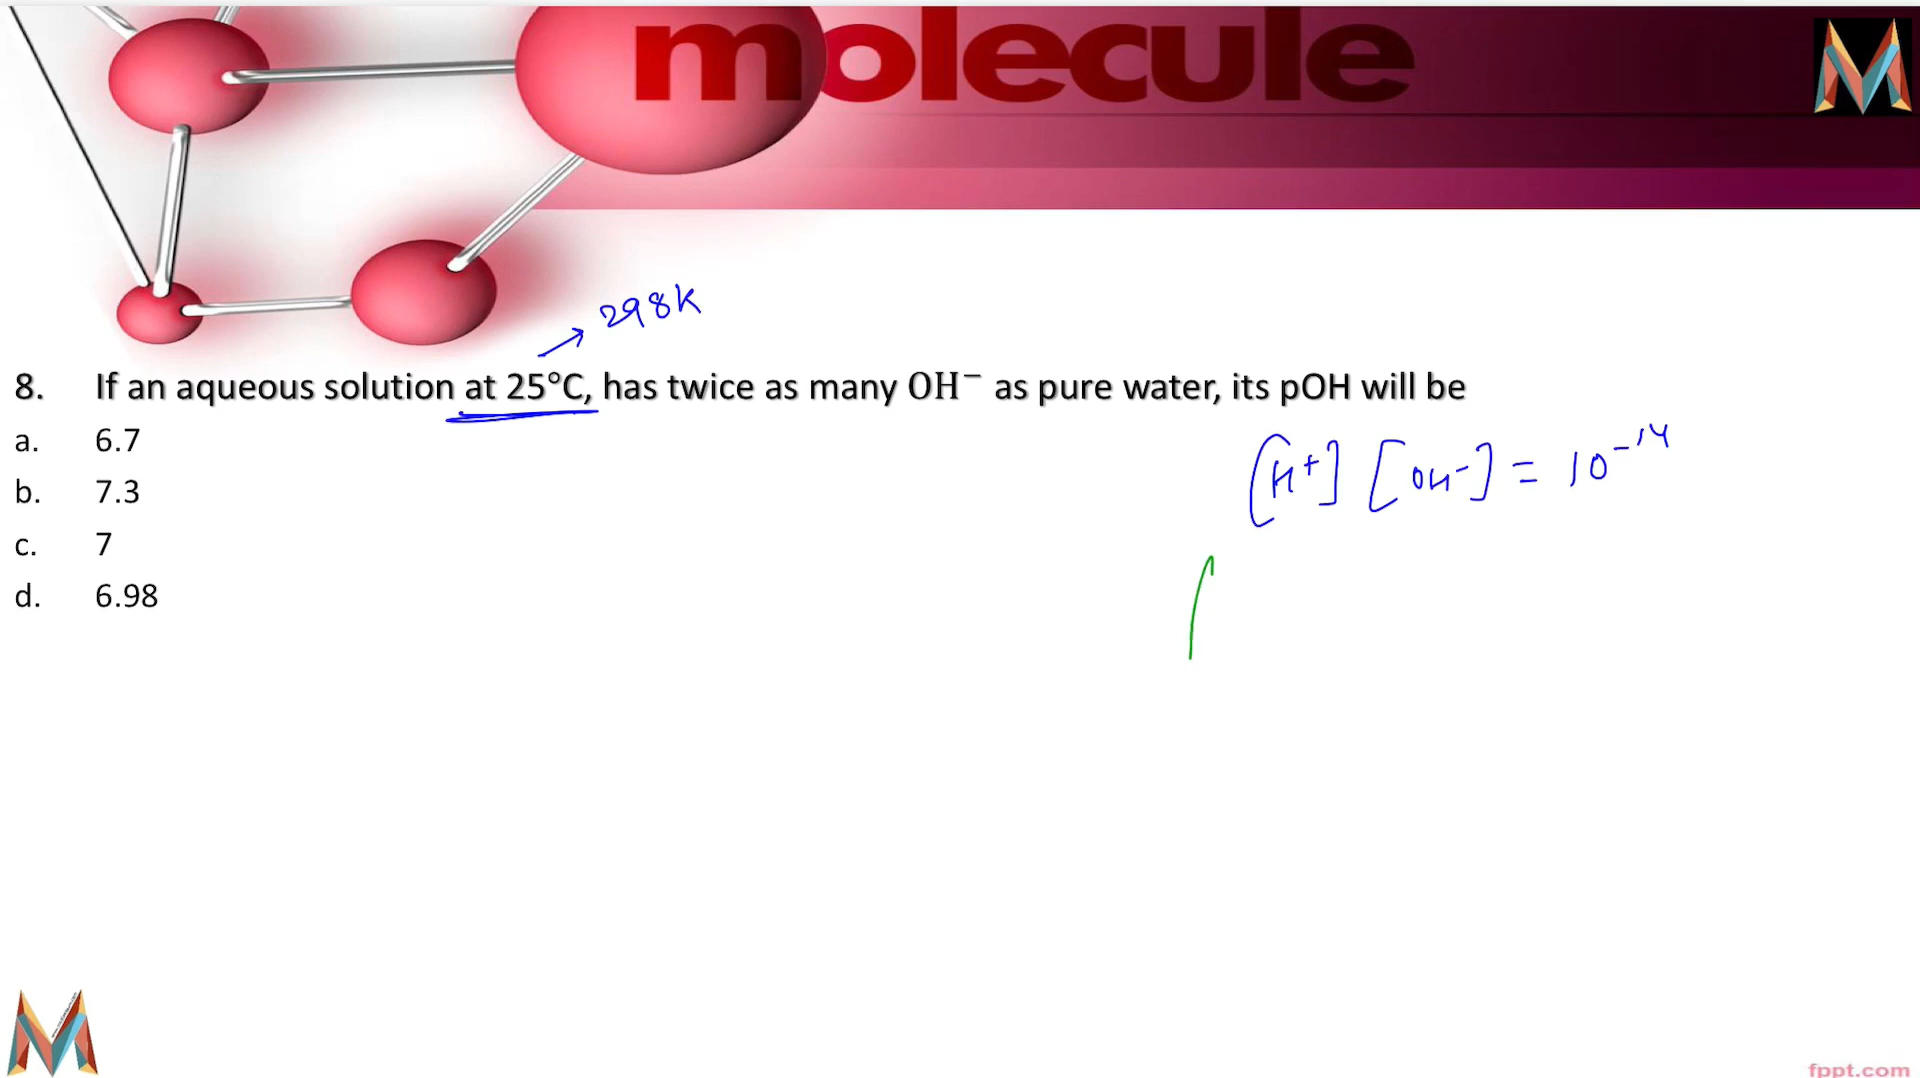 molecule
298K
8. If an aqueous solution at 25°C, has twice as many OH⁻ as pure water, its pOH will be
a. 6.7
[H⁺] [OH⁻] = 10⁻¹⁴
b. 7.3
c. 7
d. 6.98
fppt.com